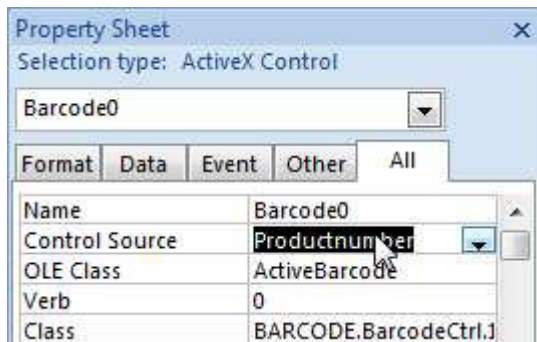 Property Sheet
Selection type: ActiveX Control
Barcode0
Format Data Event Other All
Name Barcode0
Control Source Productnumber
OLE Class ActiveBarcode
Verb 0
Class BARCODE.BarcodeCtrl.1